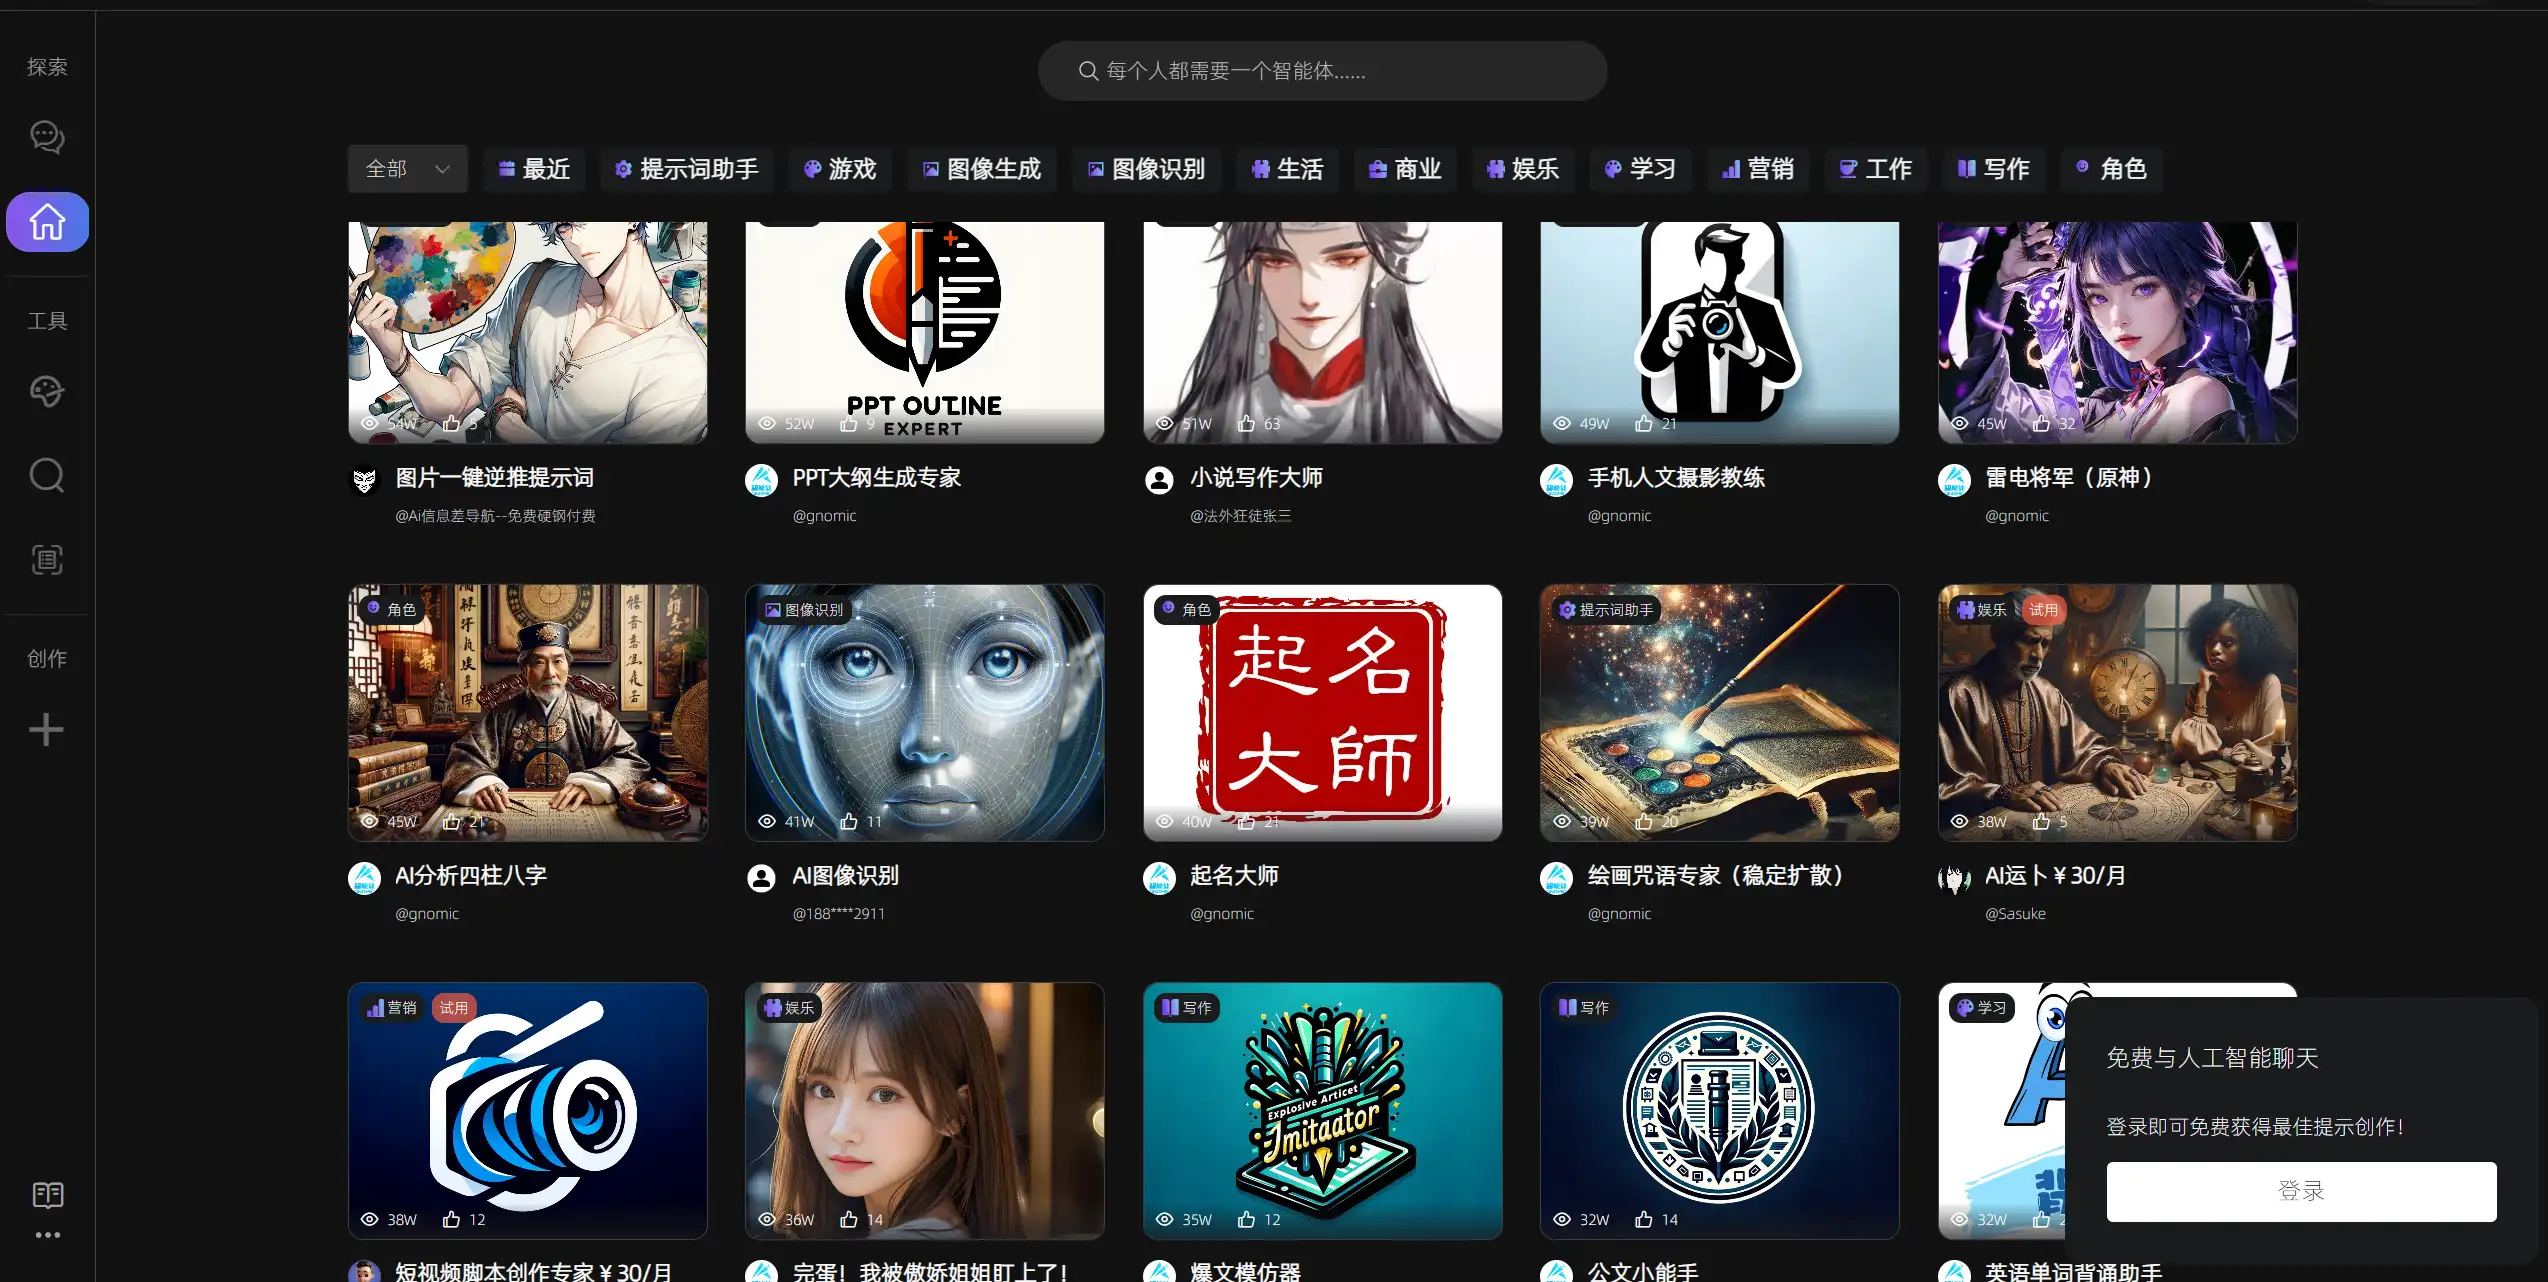 探索
每个人都需要一个智能体......
全部
最近
提示词助手
游戏
图像生成
图像识别
生活
商业
娱乐
学习
营销
工作
写作
角色
工具
创作
PPT OUTLINE
EXPERT
54W 5
52W 9
51W 63
49W 21
45W 32
图片一键逆推提示词
@Ai信息差导航--免费硬钢付费
PPT大纲生成专家
@gnomic
小说写作大师
@法外狂徒张三
手机人文摄影教练
@gnomic
雷电将军（原神）
@gnomic
角色
图像识别
角色
提示词助手
娱乐 试用
起名
大師
45W 21
41W 11
40W 21
39W 20
38W 5
AI分析四柱八字
@gnomic
AI图像识别
@188****2911
起名大师
@gnomic
绘画咒语专家（稳定扩散）
@gnomic
AI运卜￥30/月
@Sasuke
营销 试用
娱乐
写作
写作
学习
Explosive Articet
Jmitaator
38W 12
36W 14
35W 12
32W 14
32W
短视频脚本创作专家￥30/月
完蛋！我被傲娇姐姐盯上了！
爆文模仿器
公文小能手
英语单词背诵助手
免费与人工智能聊天
登录即可免费获得最佳提示创作！
登录